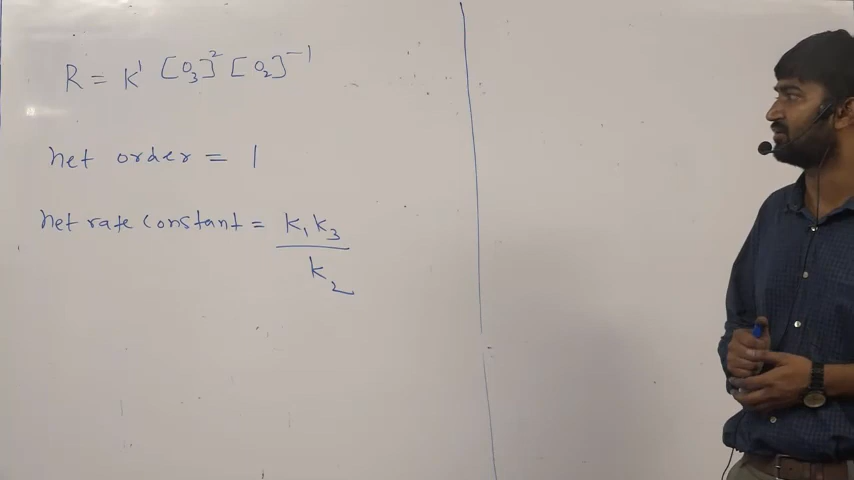 R = K' [O₃]² [O₂]⁻¹
net order = 1
net rate constant = K₁K₃
K₂